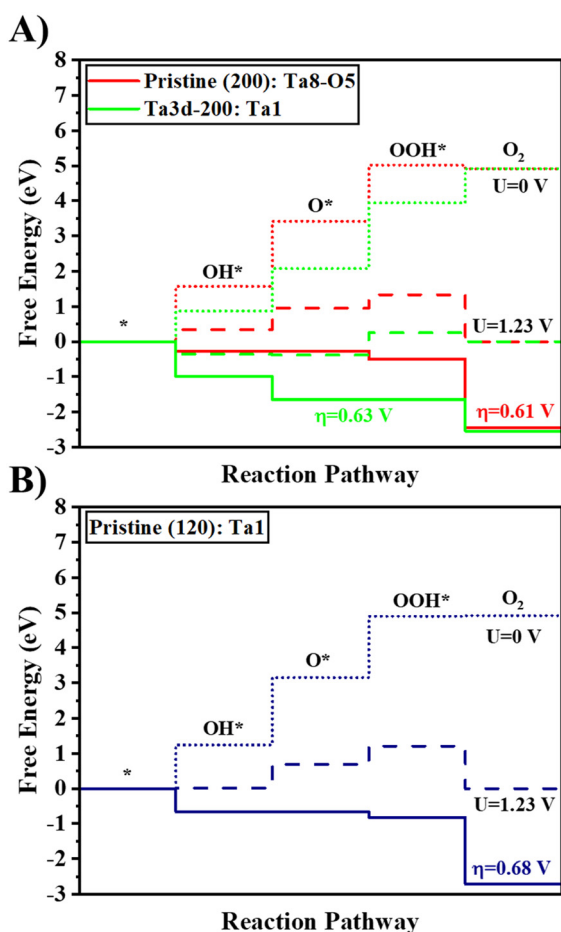 A)
8
7
6
5
4
3
2
1
0
-1
-2
-3
Free Energy (eV)
Pristine (200): Ta8-O5
Ta3d-200: Ta1
*
OH*
O*
OOH*
O2
U=0 V
U=1.23 V
η=0.63 V
η=0.61 V
Reaction Pathway
B)
8
7
6
5
4
3
2
1
0
-1
-2
-3
Free Energy (eV)
Pristine (120): Ta1
*
OH*
O*
OOH*
O2
U=0 V
U=1.23 V
η=0.68 V
Reaction Pathway